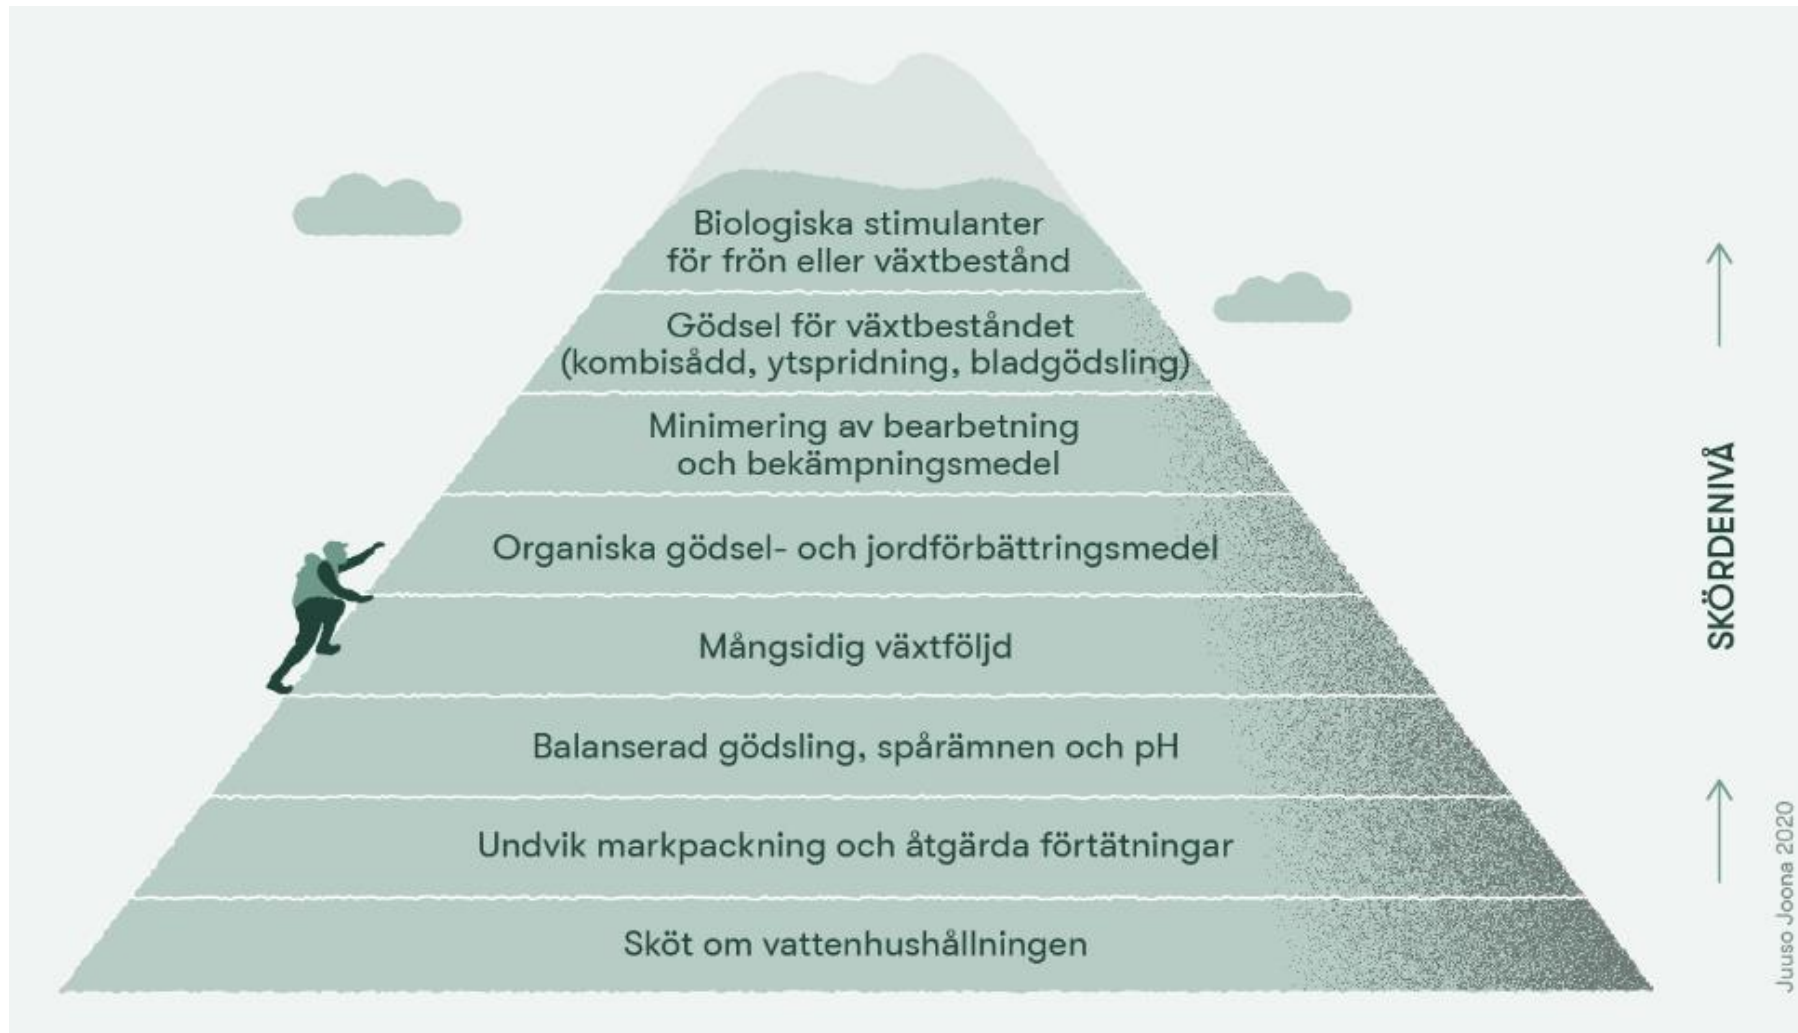 Biologiska stimulanter
för frön eller växtbestånd
Gödsel för växtbeståndet
(kombisådd, ytspridning, bladgödsling)
Minimering av bearbetning
och bekämpningsmedel
Organiska gödsel- och jordförbättringsmedel
Mångsidig växtföljd
Balanserad gödsling, spårämnen och pH
Undvik markpackning och åtgärda förtätningar
Sköt om vattenhushållningen
SKÖRDENIVÅ
Juuso Joona 2020